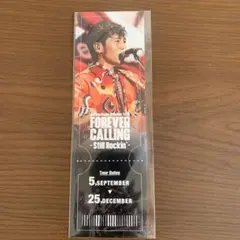 FOREVER
CALLING
-Still Rockin'-
Tour Dates
5.SEPTEMBER
25.DECEMBER